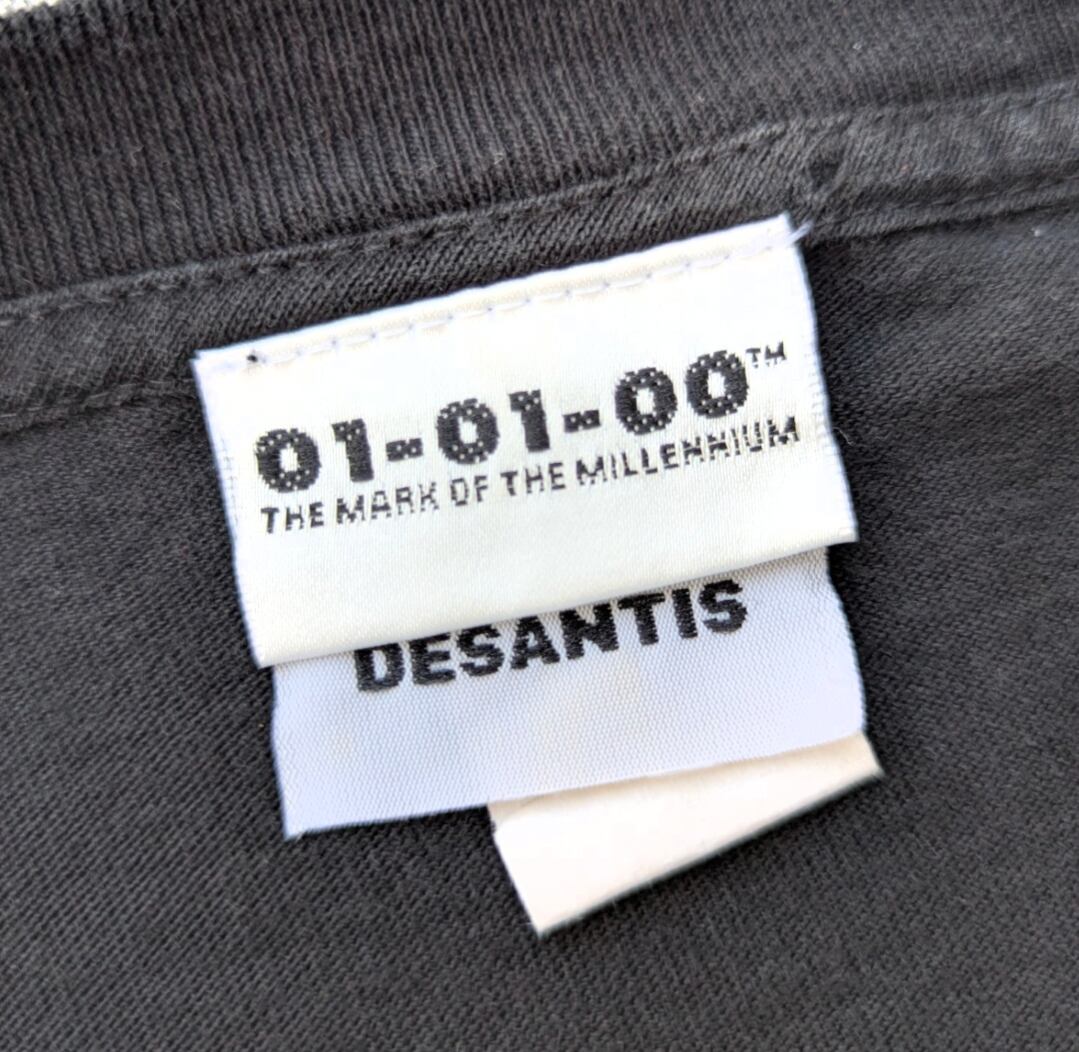 01-01-00™
THE MARK OF THE MILLENNIUM
DESANTIS